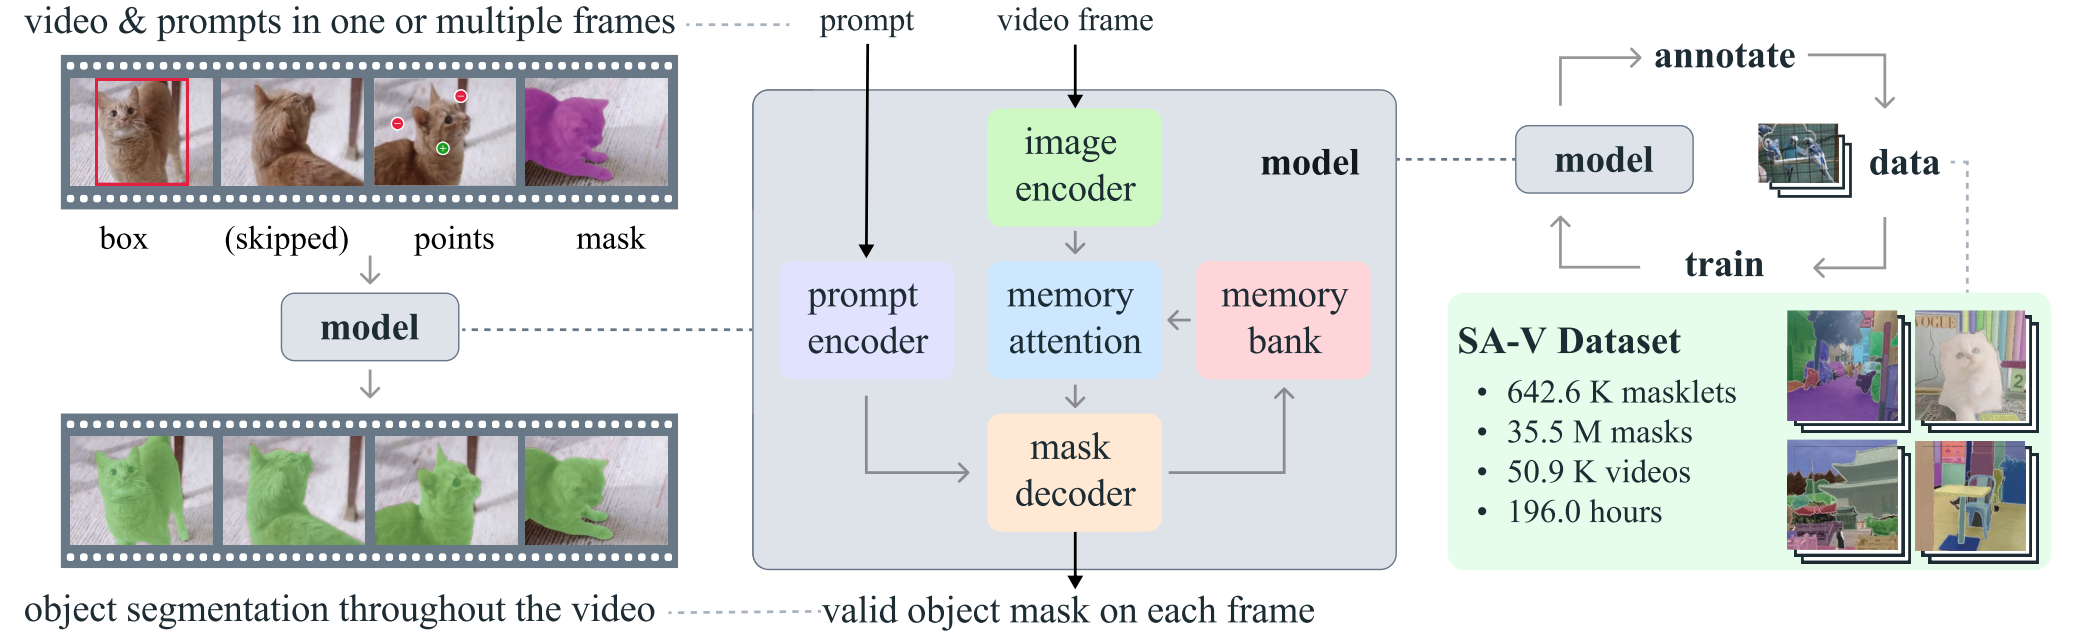 video & prompts in one or multiple frames
box
(skipped)
points
mask
model
object segmentation throughout the video
prompt
video frame
image
encoder
model
prompt
encoder
memory
attention
memory
bank
mask
decoder
valid object mask on each frame
annotate
model
data
train
SA-V Dataset
• 642.6 K masklets
• 35.5 M masks
• 50.9 K videos
• 196.0 hours
VOGUE
2